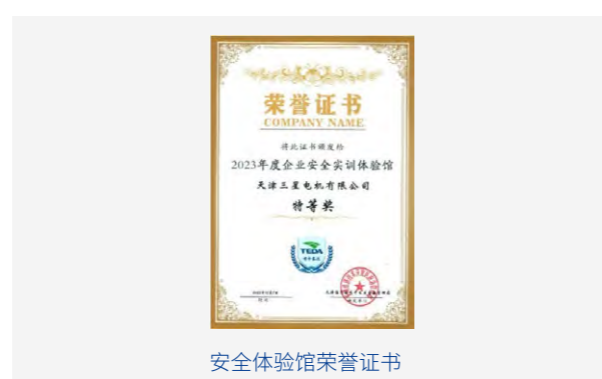 荣誉证书
COMPANY NAME
将此证书颁发给
2023年度企业安全实训体验馆
天津三星电机有限公司
特等奖
TEDA
安全体验馆荣誉证书